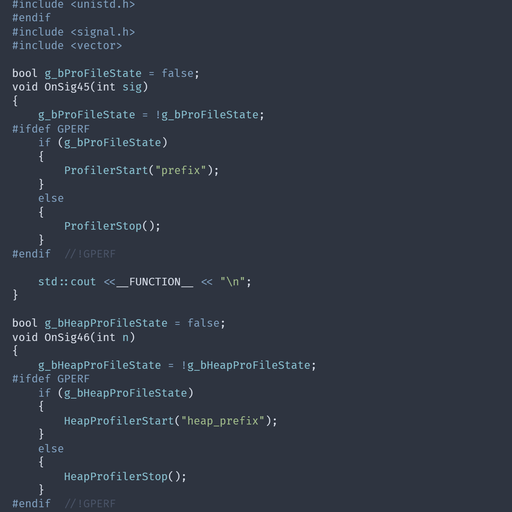 #include <unistd.h>
#endif
#include <signal.h>
#include <vector>
bool g_bProFileState = false;
void OnSig45(int sig)
{
    g_bProFileState = !g_bProFileState;
#ifdef GPERF
    if (g_bProFileState)
    {
        ProfilerStart("prefix");
    }
    else
    {
        ProfilerStop();
    }
#endif  //!GPERF
    std::cout <<__FUNCTION__ << "\n";
}
bool g_bHeapProFileState = false;
void OnSig46(int n)
{
    g_bHeapProFileState = !g_bHeapProFileState;
#ifdef GPERF
    if (g_bHeapProFileState)
    {
        HeapProfilerStart("heap_prefix");
    }
    else
    {
        HeapProfilerStop();
    }
#endif  //!GPERF